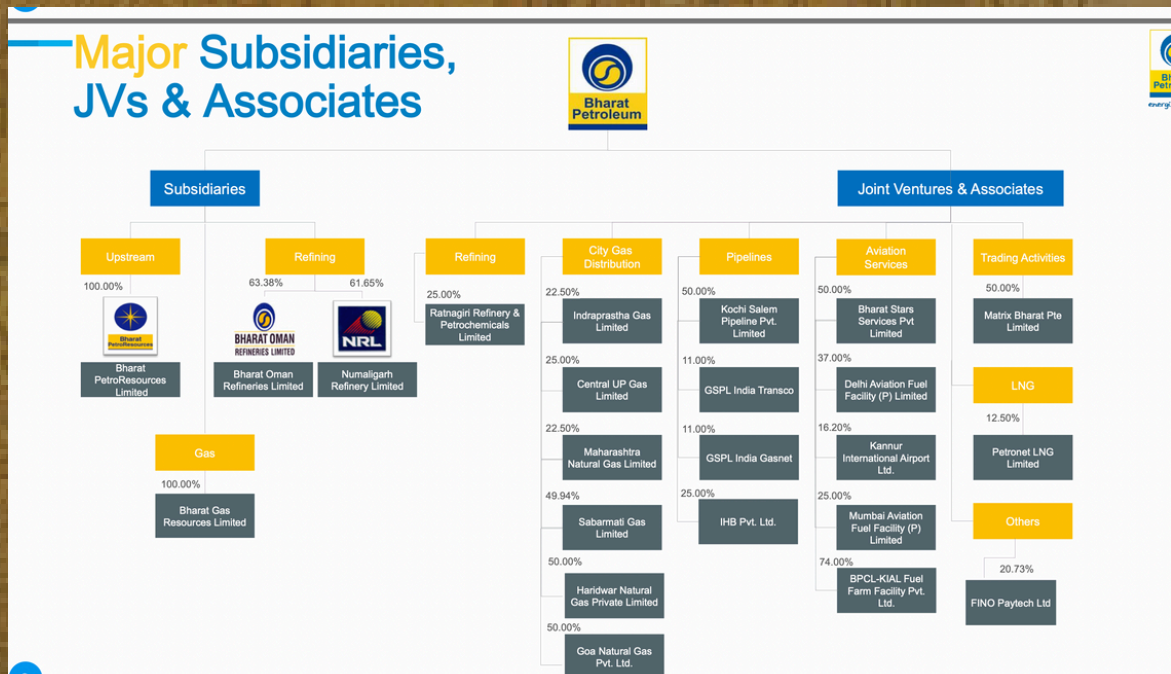 Major Subsidiaries,
JVs & Associates
Bharat
Petroleum
Subsidiaries
Joint Ventures & Associates
Upstream
100.00%
Bharat
PetroResources
Bharat
PetroResources
Limited
Refining
63.38%
BHARAT OMAN
REFINERIES LIMITED
Bharat Oman
Refineries Limited
61.65%
NRL
Numaligarh
Refinery Limited
Gas
100.00%
Bharat Gas
Resources Limited
Refining
25.00%
Ratnagiri Refinery &
Petrochemicals
Limited
City Gas
Distribution
22.50%
Indraprastha Gas
Limited
25.00%
Central UP Gas
Limited
22.50%
Maharashtra
Natural Gas Limited
49.94%
Sabarmati Gas
Limited
50.00%
Haridwar Natural
Gas Private Limited
50.00%
Goa Natural Gas
Pvt. Ltd.
Pipelines
50.00%
Kochi Salem
Pipeline Pvt.
Limited
11.00%
GSPL India Transco
11.00%
GSPL India Gasnet
25.00%
IHB Pvt. Ltd.
Aviation
Services
50.00%
Bharat Stars
Services Pvt
Limited
37.00%
Delhi Aviation Fuel
Facility (P) Limited
16.20%
Kannur
International Airport
Ltd.
25.00%
Mumbai Aviation
Fuel Facility (P)
Limited
74.00%
BPCL-KIAL Fuel
Farm Facility Pvt.
Ltd.
Trading Activities
50.00%
Matrix Bharat Pte
Limited
LNG
12.50%
Petronet LNG
Limited
Others
20.73%
FINO Paytech Ltd